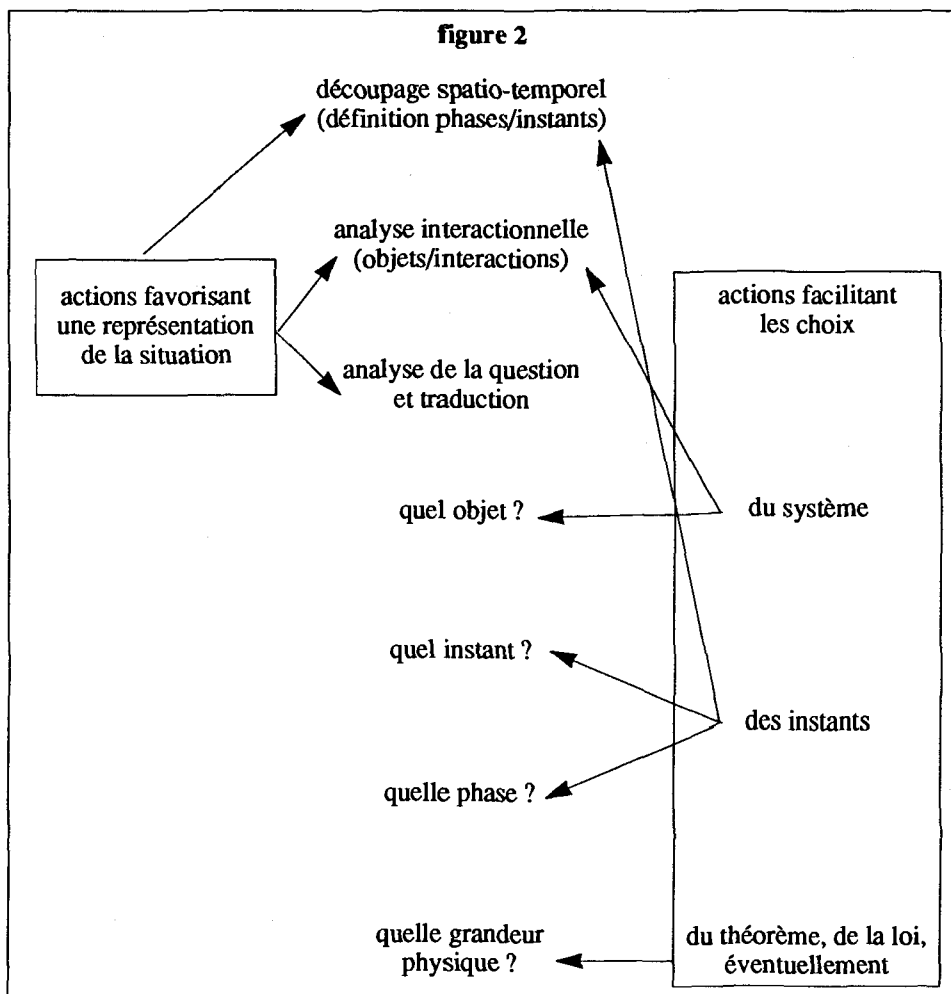 figure 2
découpage spatio-temporel
(définition phases/instants)
analyse interactionnelle
(objets/interactions)
actions favorisant
une représentation
de la situation
actions facilitant
les choix
analyse de la question
et traduction
quel objet ?
du système
quel instant ?
des instants
quelle phase ?
quelle grandeur
physique ?
du théorème, de la loi,
éventuellement